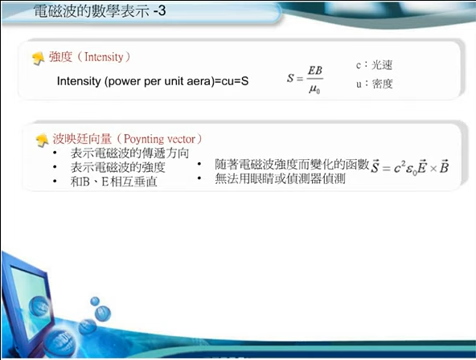 電磁波的數學表示 -3
強度（Intensity）
Intensity (power per unit aera)=cu=S
S = EB / μ₀
c：光速
u：密度
波映廷向量（Poynting vector）
• 表示電磁波的傳遞方向
• 表示電磁波的強度
• 和B、E相互垂直
• 隨著電磁波強度而變化的函數
• 無法用眼睛或偵測器偵測
S⃗ = c²ε₀E⃗ × B⃗